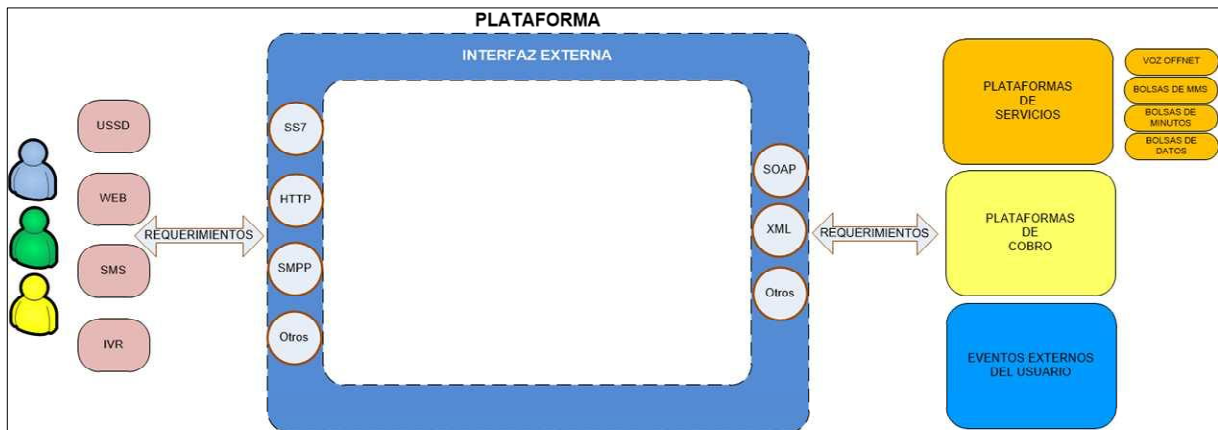 PLATAFORMA
INTERFAZ EXTERNA
USSD
WEB
SMS
IVR
REQUERIMIENTOS
SS7
HTTP
SMPP
Otros
SOAP
XML
Otros
REQUERIMIENTOS
PLATAFORMAS
DE
SERVICIOS
VOZ OFFNET
BOLSAS DE MMS
BOLSAS DE
MINUTOS
BOLSAS DE
DATOS
PLATAFORMAS
DE
COBRO
EVENTOS EXTERNOS
DEL USUARIO